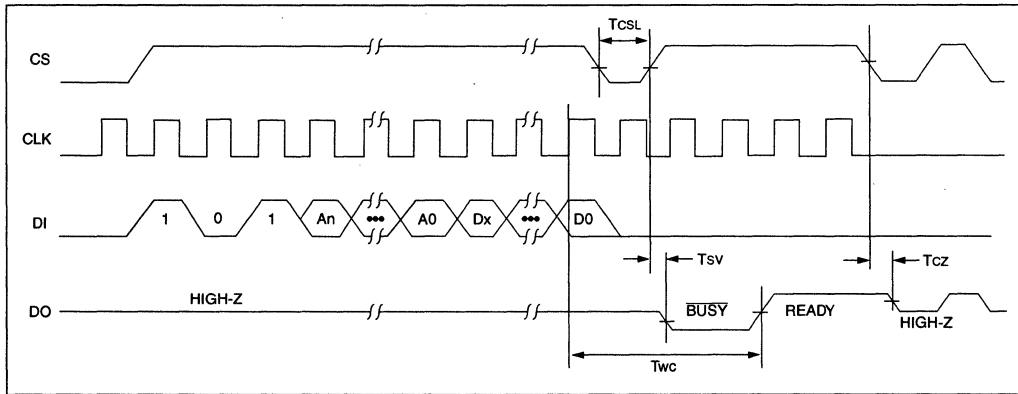 TCSL
CS
CLK
DI 1 0 1 An ••• A0 Dx ••• D0
TSV
TCZ
HIGH-Z
DO
BUSY
READY
HIGH-Z
TWC